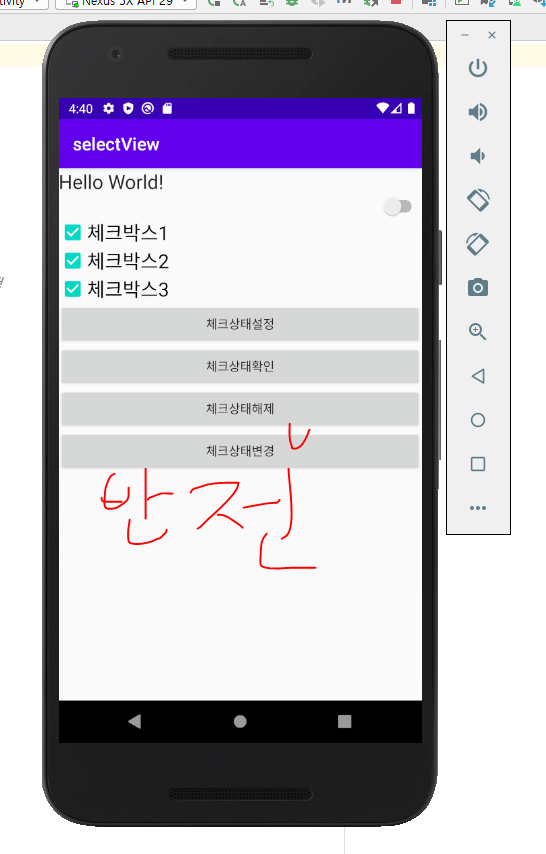 Nexus 5X API 29
4:40
selectView
Hello World!
체크박스1
체크박스2
체크박스3
체크상태설정
체크상태확인
체크상태해제
체크상태변경
반전